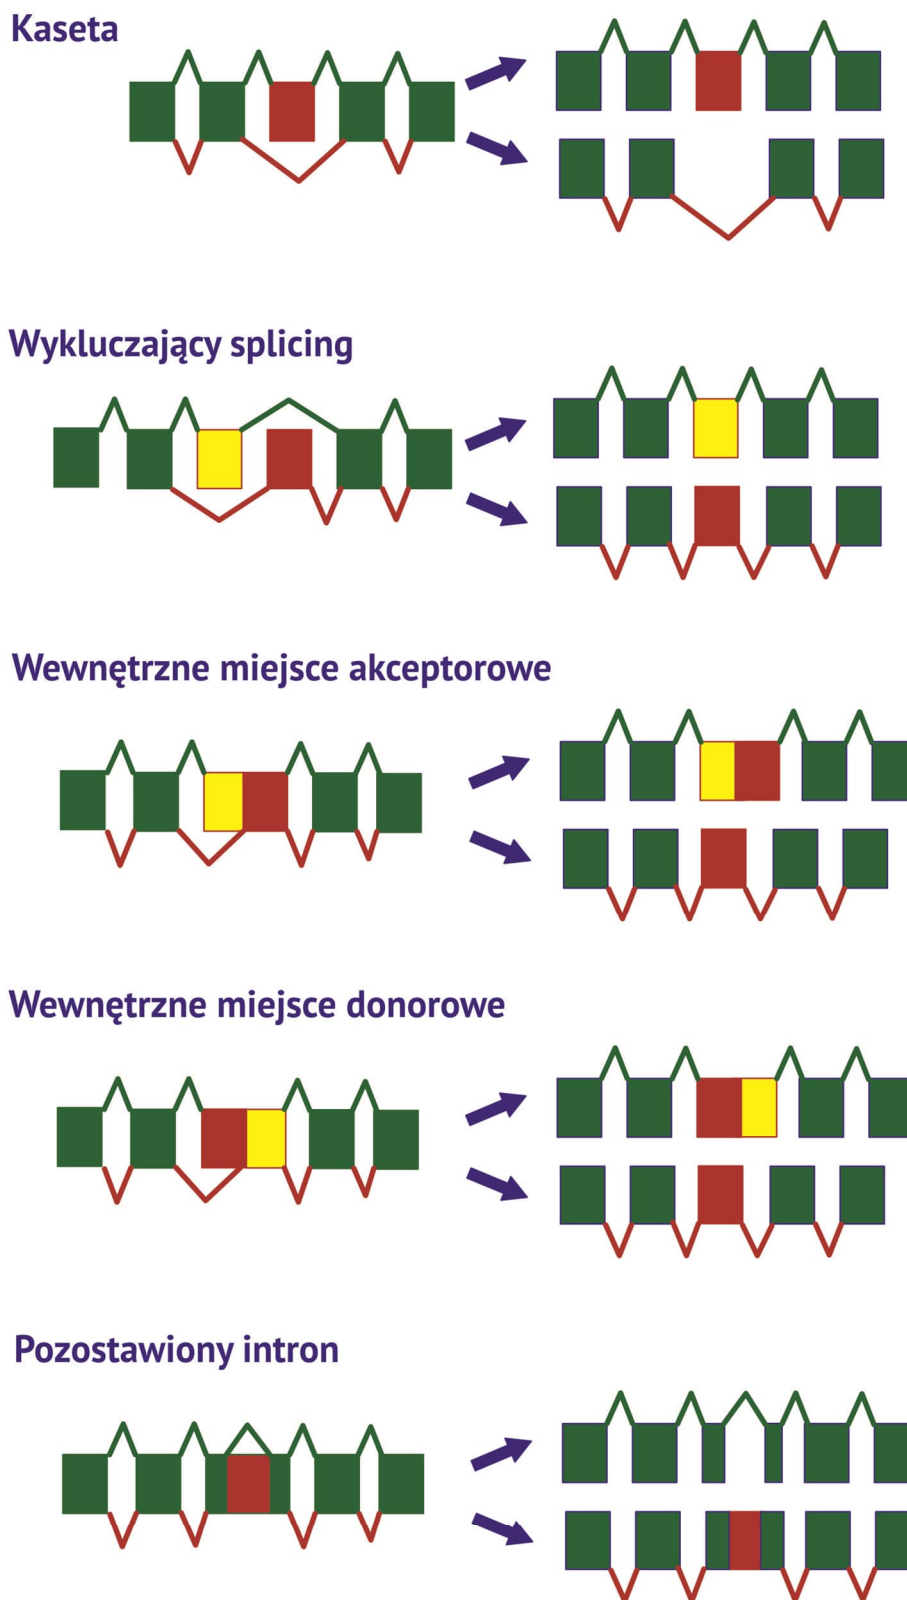 Kaseta
Wykluczający splicing
Wewnętrzne miejsce akceptorowe
Wewnętrzne miejsce donorowe
Pozostawiony intron